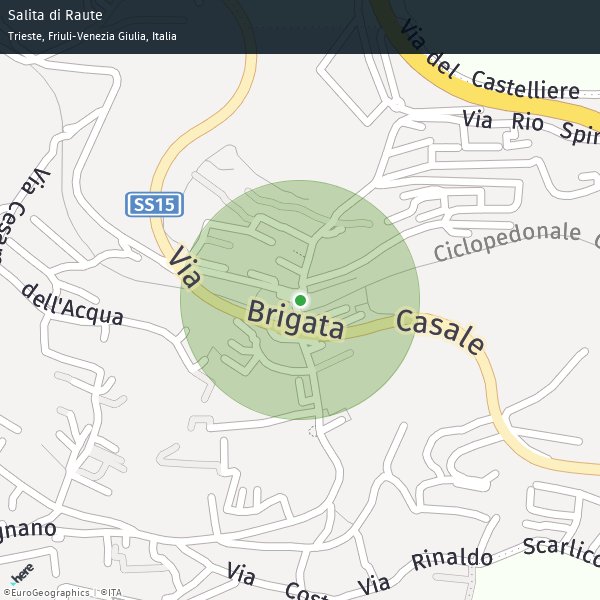 Salita di Raute
Trieste, Friuli-Venezia Giulia, Italia
Via del Castelliere
Via Rio Spin
SS15
Via Cesar
Ciclopedonale
Via Brigata Casale
dell'Acqua
gnano
Via Rinaldo Scarlico
Via Cost
here
©EuroGeographics | ©ITA